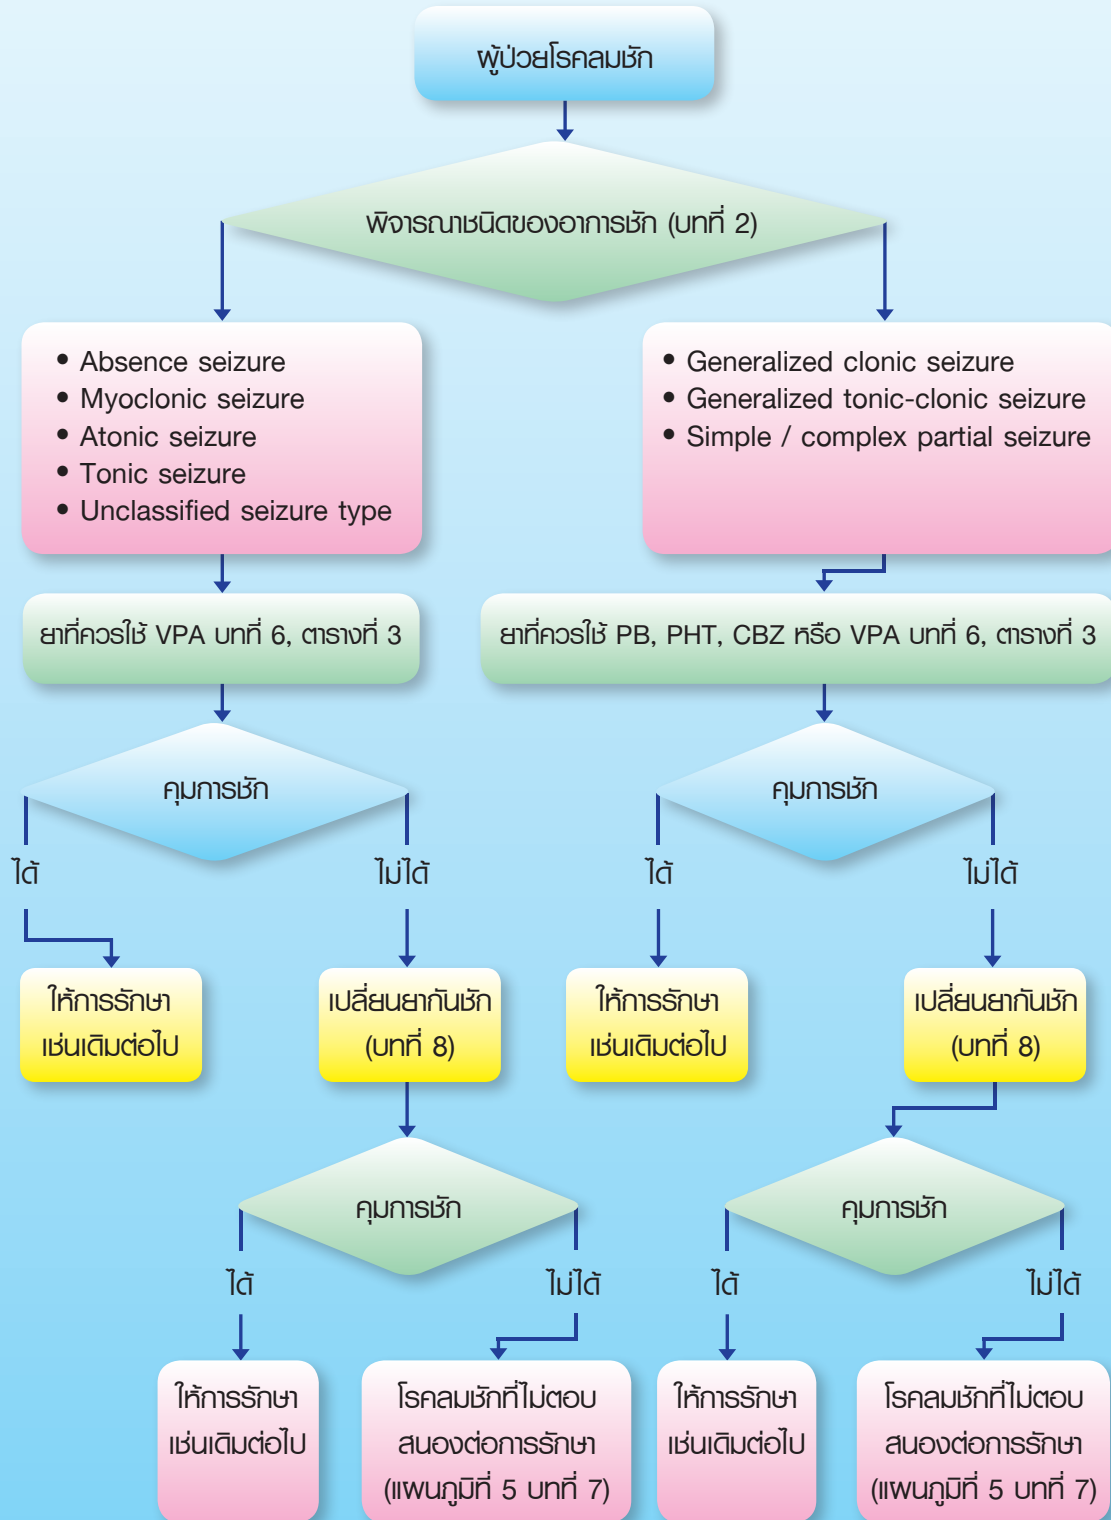 ผู้ป่วยโรคลมชัก
พิจารณาชนิดของอาการชัก (บทที่ 2)
• Absence seizure
• Myoclonic seizure
• Atonic seizure
• Tonic seizure
• Unclassified seizure type
• Generalized clonic seizure
• Generalized tonic-clonic seizure
• Simple / complex partial seizure
ยาที่ควรใช้ VPA บทที่ 6, ตารางที่ 3
ยาที่ควรใช้ PB, PHT, CBZ หรือ VPA บทที่ 6, ตารางที่ 3
คุมการชัก
คุมการชัก
ได้
ไม่ได้
ได้
ไม่ได้
ให้การรักษา
เช่นเดิมต่อไป
เปลี่ยนยากันชัก
(บทที่ 8)
ให้การรักษา
เช่นเดิมต่อไป
เปลี่ยนยากันชัก
(บทที่ 8)
คุมการชัก
คุมการชัก
ได้
ไม่ได้
ได้
ไม่ได้
ให้การรักษา
เช่นเดิมต่อไป
โรคลมชักที่ไม่ตอบ
สนองต่อการรักษา
(แผนภูมิที่ 5 บทที่ 7)
ให้การรักษา
เช่นเดิมต่อไป
โรคลมชักที่ไม่ตอบ
สนองต่อการรักษา
(แผนภูมิที่ 5 บทที่ 7)